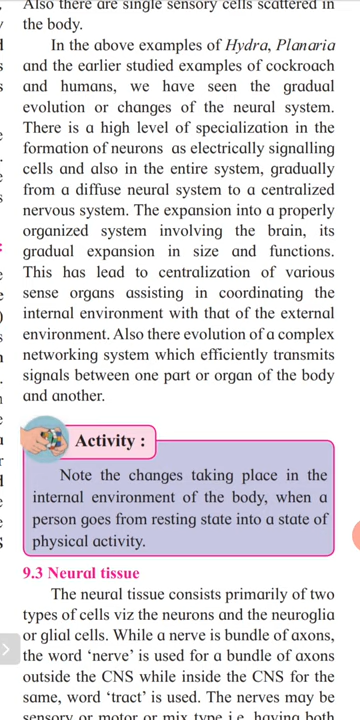 Also there are single sensory cells scattered in
the body.
In the above examples of Hydra, Planaria
and the earlier studied examples of cockroach
and humans, we have seen the gradual
evolution or changes of the neural system.
There is a high level of specialization in the
formation of neurons as electrically signalling
cells and also in the entire system, gradually
from a diffuse neural system to a centralized
nervous system. The expansion into a properly
organized system involving the brain, its
gradual expansion in size and functions.
This has lead to centralization of various
sense organs assisting in coordinating the
internal environment with that of the external
environment. Also there evolution of a complex
networking system which efficiently transmits
signals between one part or organ of the body
and another.
Activity :
Note the changes taking place in the
internal environment of the body, when a
person goes from resting state into a state of
physical activity.
9.3 Neural tissue
The neural tissue consists primarily of two
types of cells viz the neurons and the neuroglia
or glial cells. While a nerve is bundle of axons,
the word ‘nerve’ is used for a bundle of axons
outside the CNS while inside the CNS for the
same, word ‘tract’ is used. The nerves may be
sensory or motor or mix type i.e. having both